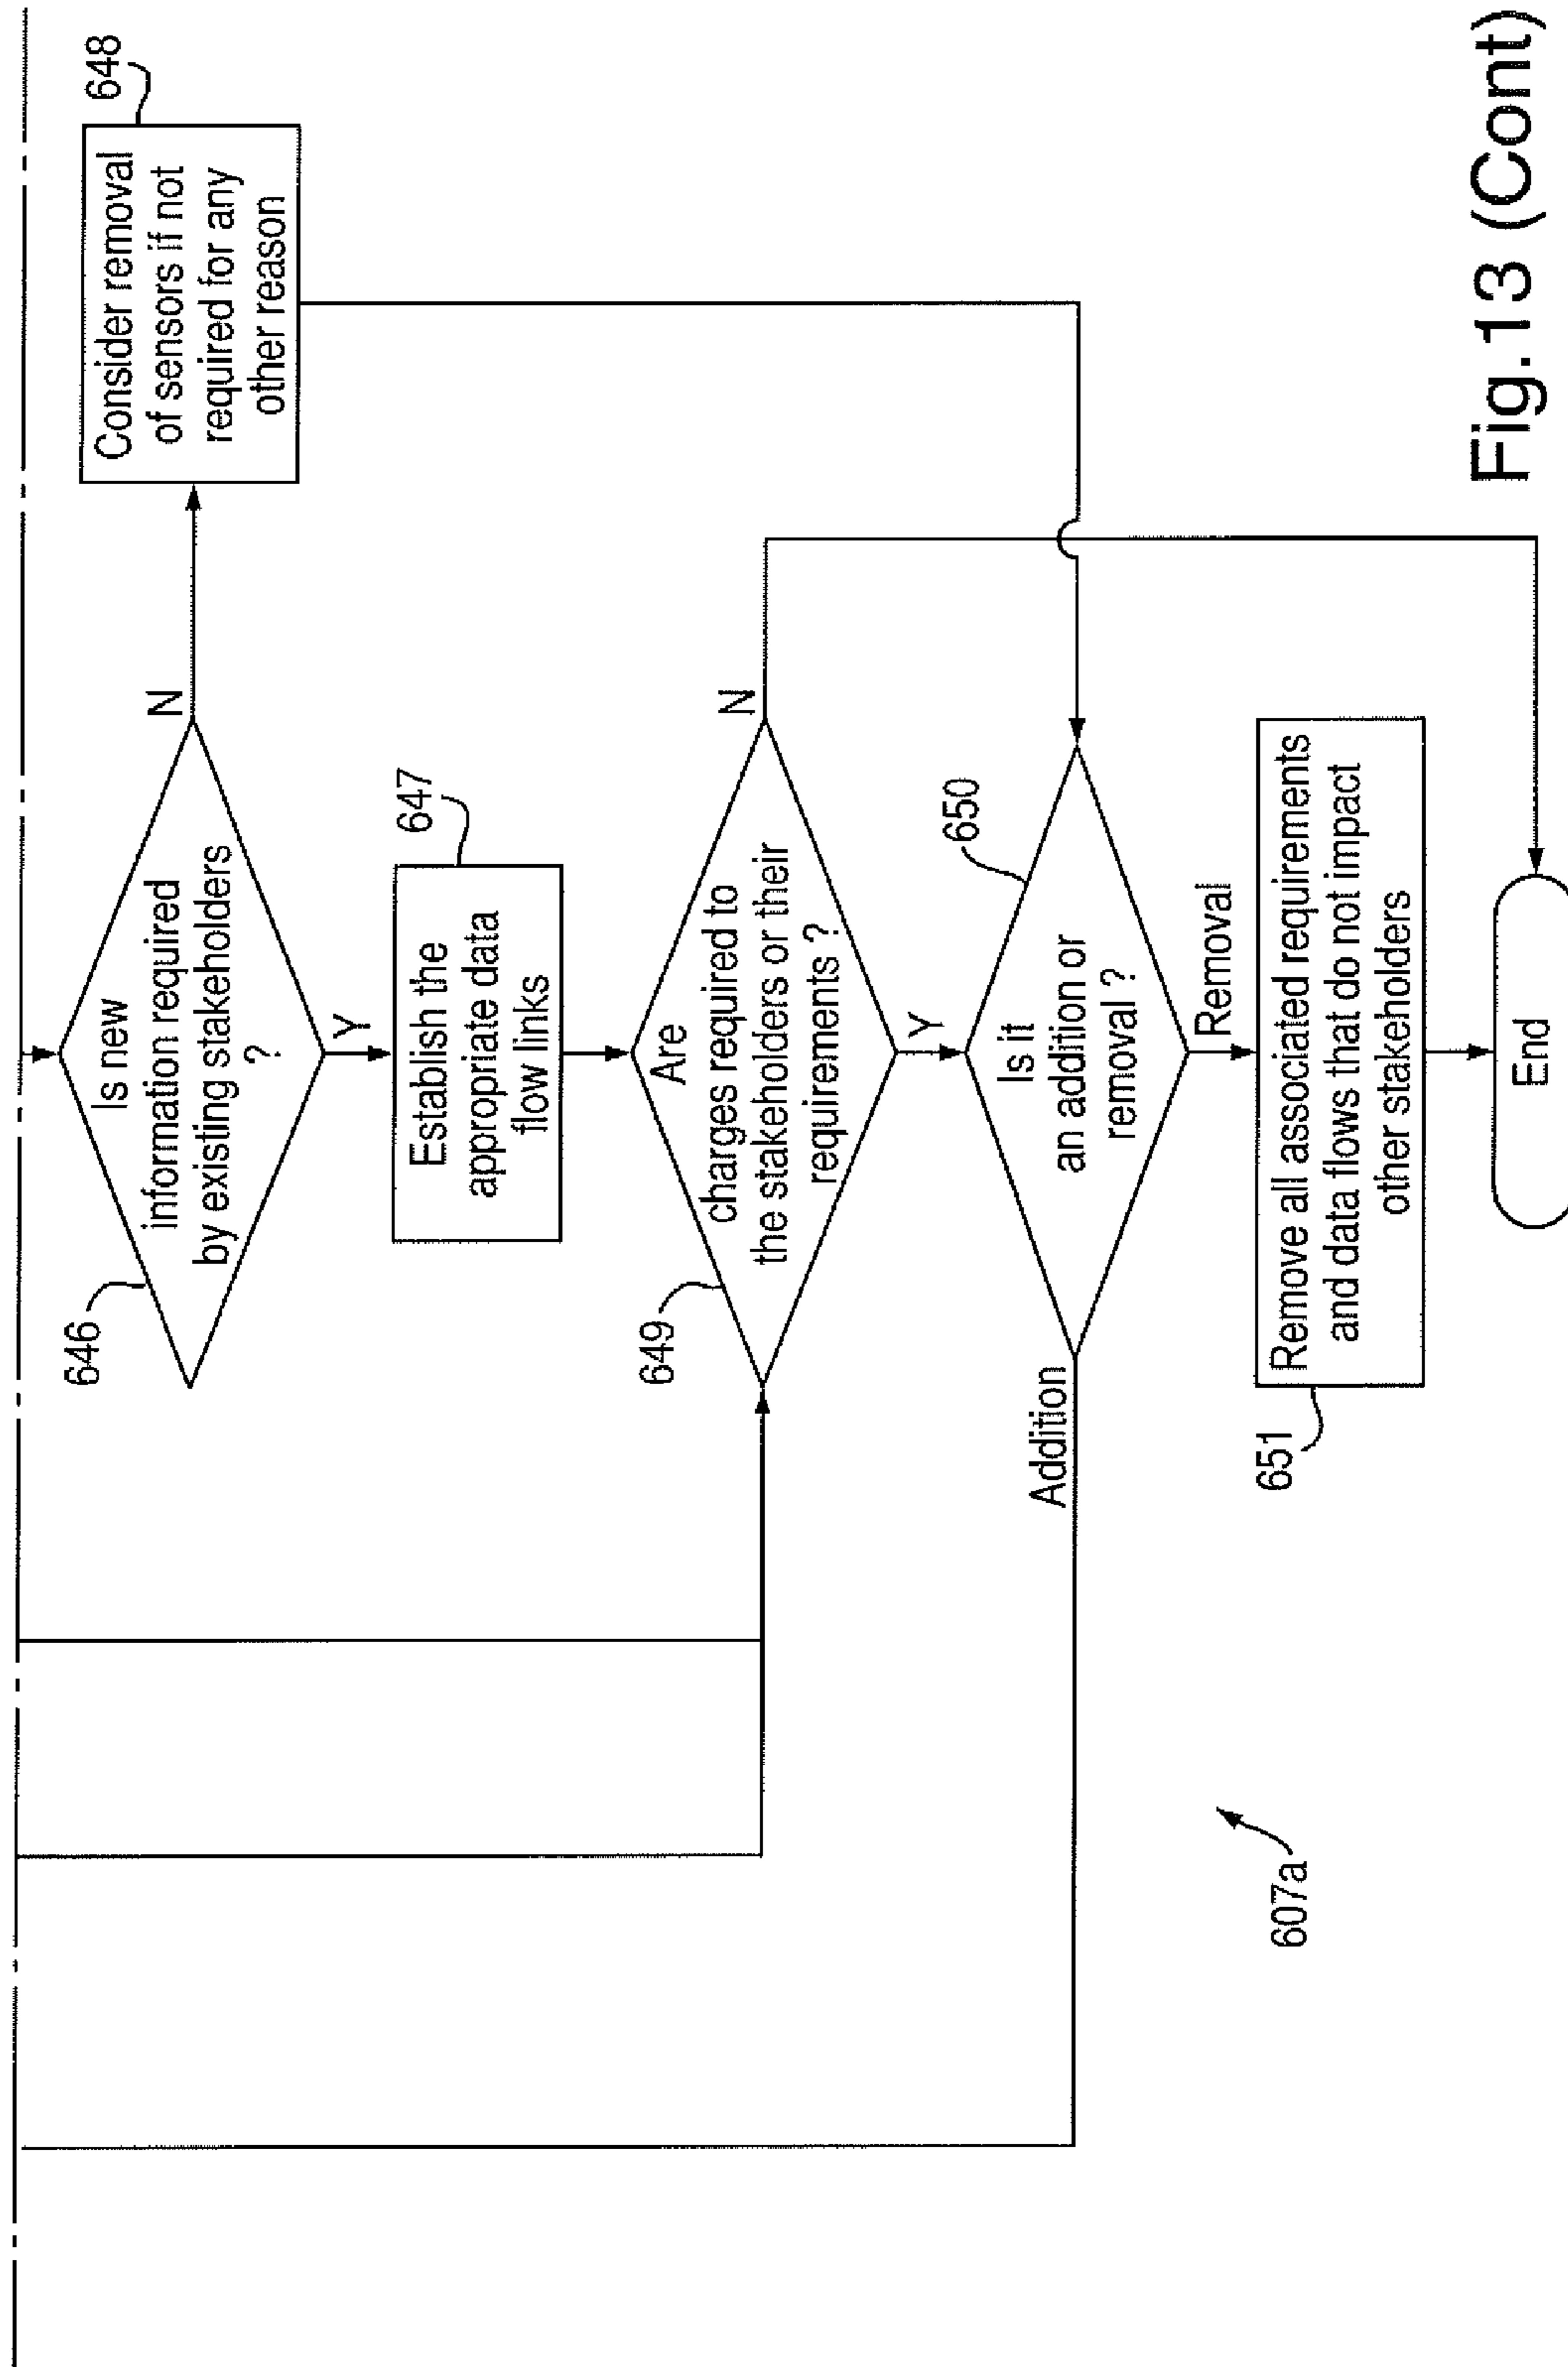 646
Is new
information required
by existing stakeholders
?
N
648
Consider removal
of sensors if not
required for any
other reason
Y
647
Establish the
appropriate data
flow links
649
Are
charges required to
the stakeholders or their
requirements ?
N
Y
650
Is it
an addition or
removal ?
Addition
Removal
651
Remove all associated requirements
and data flows that do not impact
other stakeholders
End
607a
Fig.13 (Cont)